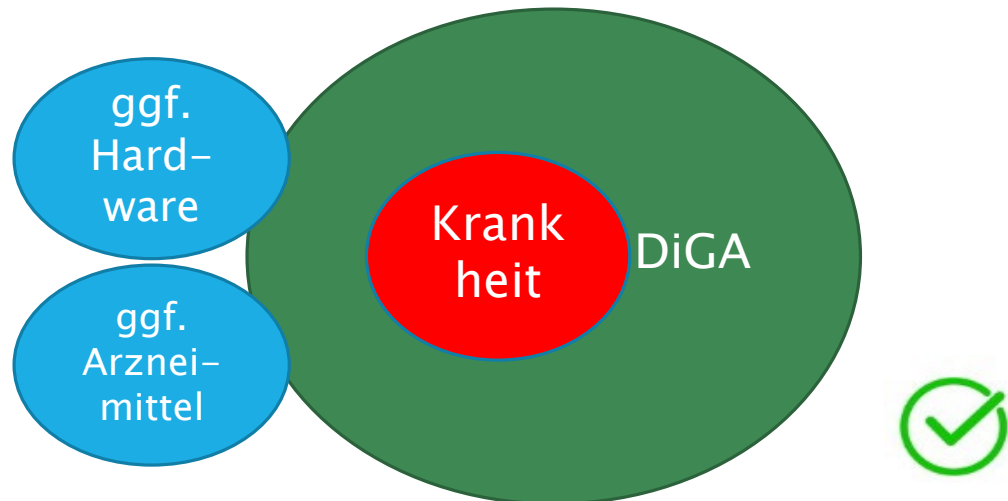 ggf.
Hard-
ware
Krank
heit
DiGA
ggf.
Arznei-
mittel